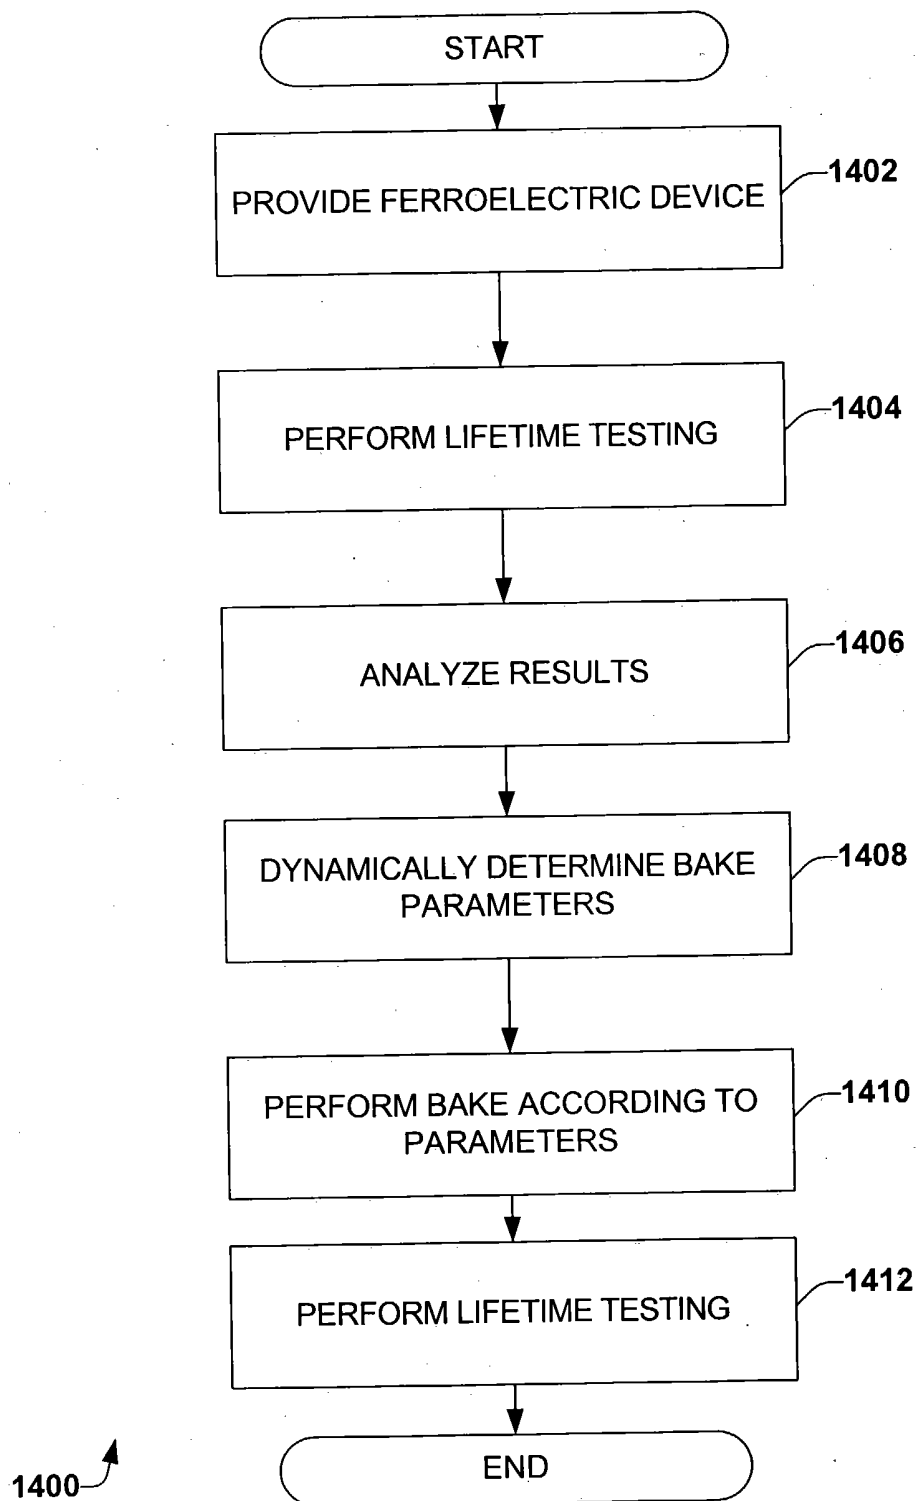 START
PROVIDE FERROELECTRIC DEVICE
1402
PERFORM LIFETIME TESTING
1404
ANALYZE RESULTS
1406
DYNAMICALLY DETERMINE BAKE
PARAMETERS
1408
PERFORM BAKE ACCORDING TO
PARAMETERS
1410
PERFORM LIFETIME TESTING
1412
END
1400